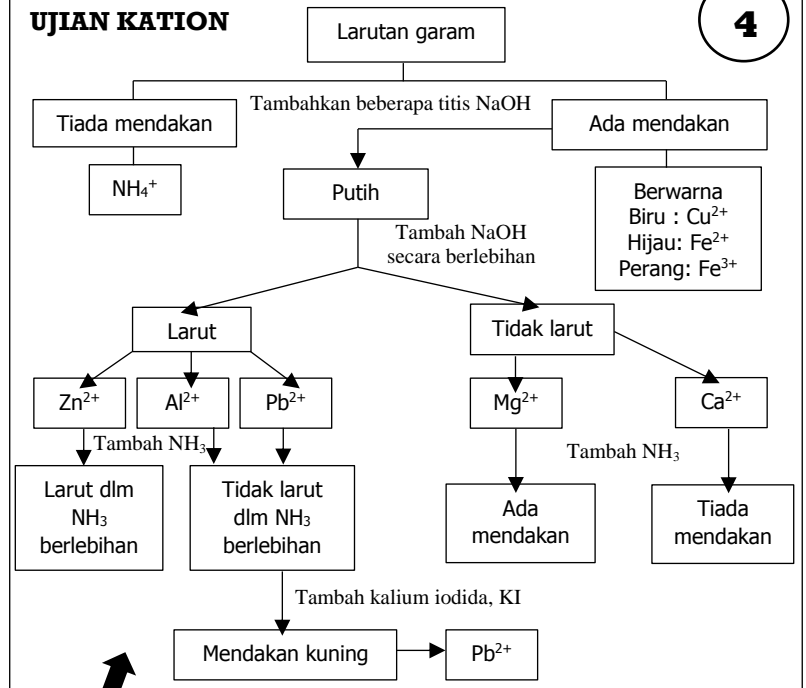 UJIAN KATION
4
Larutan garam
Tambahkan beberapa titis NaOH
Tiada mendakan
Ada mendakan
NH₄⁺
Putih
Berwarna
Biru : Cu²⁺
Hijau: Fe²⁺
Perang: Fe³⁺
Tambah NaOH
secara berlebihan
Larut
Tidak larut
Zn²⁺
Al²⁺
Pb²⁺
Mg²⁺
Ca²⁺
Tambah NH₃
Tambah NH₃
Larut dlm
NH₃
berlebihan
Tidak larut
dlm NH₃
berlebihan
Ada
mendakan
Tiada
mendakan
Tambah kalium iodida, KI
Mendakan kuning
Pb²⁺